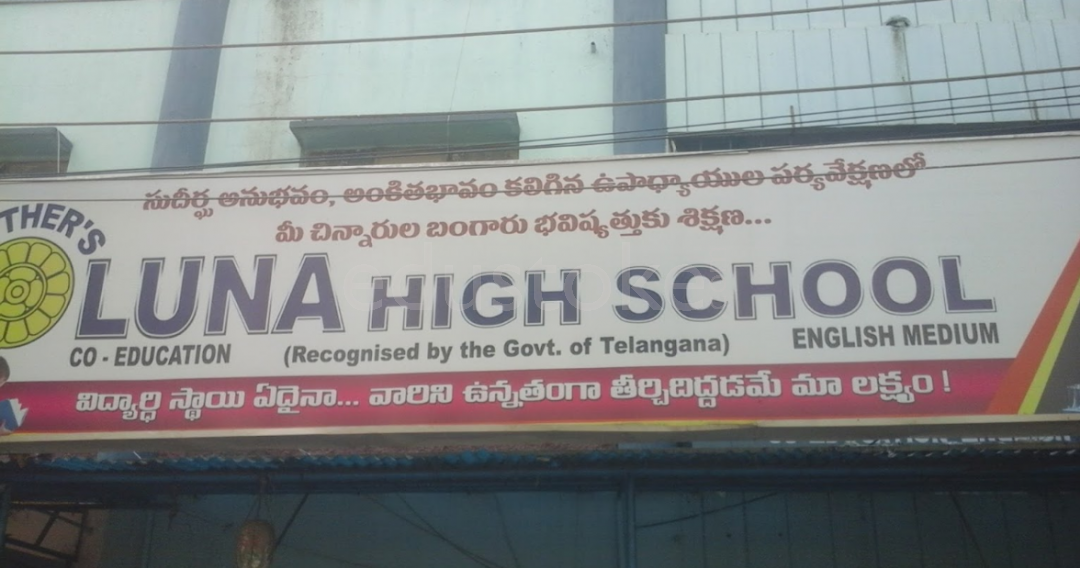 సుదీర్ఘ అనుభవం, అంకితభావం కలిగిన ఉపాధ్యాయుల పర్యవేక్షణలో
మీ చిన్నారుల బంగారు భవిష్యత్తుకు శిక్షణ...
THER'S
LUNA HIGH SCHOOL
CO - EDUCATION (Recognised by the Govt. of Telangana) ENGLISH MEDIUM
విద్యార్థి స్థాయి ఏదైనా... వారిని ఉన్నతంగా తీర్చిదిద్దడమే మా లక్ష్యం !